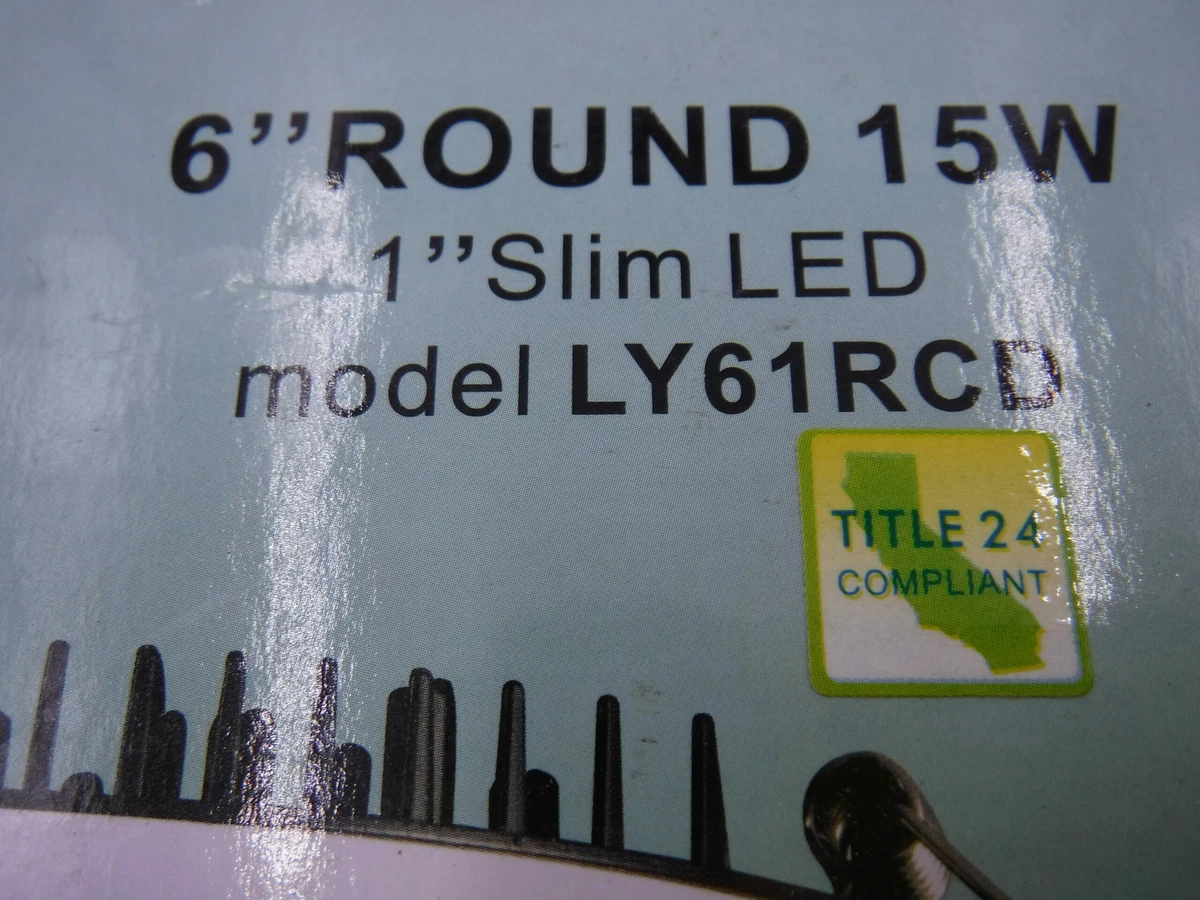 6’’ROUND 15W
1’’Slim LED
model LY61RCD
TITLE 24
COMPLIANT